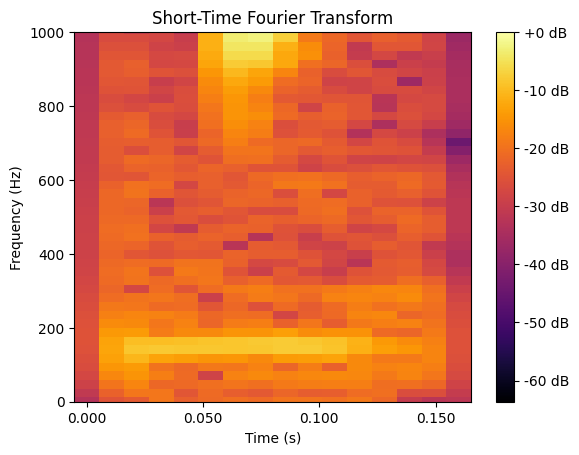 Short-Time Fourier Transform
1000
800
600
400
200
0
Frequency (Hz)
0.000
0.050
0.100
0.150
Time (s)
+0 dB
-10 dB
-20 dB
-30 dB
-40 dB
-50 dB
-60 dB